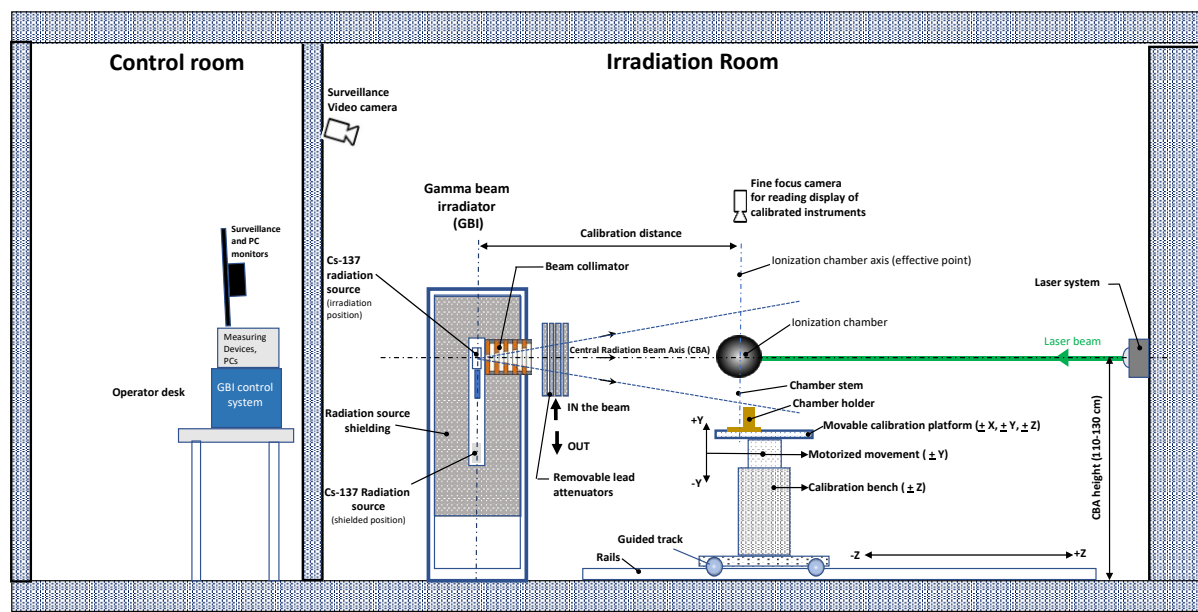 Control room
Irradiation Room
Surveillance
Video camera
Gamma beam
irradiator
(GBI)
Fine focus camera
for reading display of
calibrated instruments
Surveillance
and PC
monitors
Calibration distance
Cs-137
radiation
source
(irradiation
position)
Beam collimator
Ionization chamber axis (effective point)
Laser system
Ionization chamber
Measuring
Devices,
PCs
Central Radiation Beam Axis (CBA)
Laser beam
Operator desk
GBI control
system
Chamber stem
Chamber holder
IN the beam
Radiation source
shielding
+Y
Movable calibration platform (± X, ± Y, ± Z)
OUT
Motorized movement (± Y)
Removable lead
attenuators
-Y
Calibration bench (± Z)
Cs-137 Radiation
source
(shielded position)
CBA height (110-130 cm)
Guided track
Rails
-Z
+Z